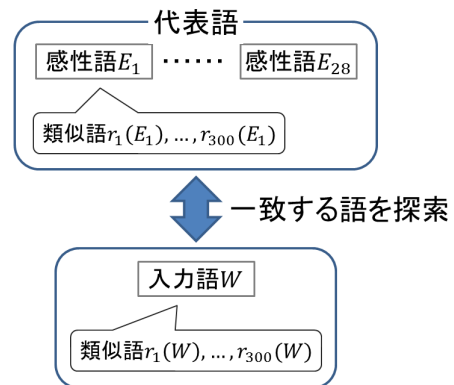 代表語
感性語E₁ ⋯⋯ 感性語E₂₈
類似語r₁(E₁), …, r₃₀₀(E₁)
一致する語を探索
入力語W
類似語r₁(W), …, r₃₀₀(W)